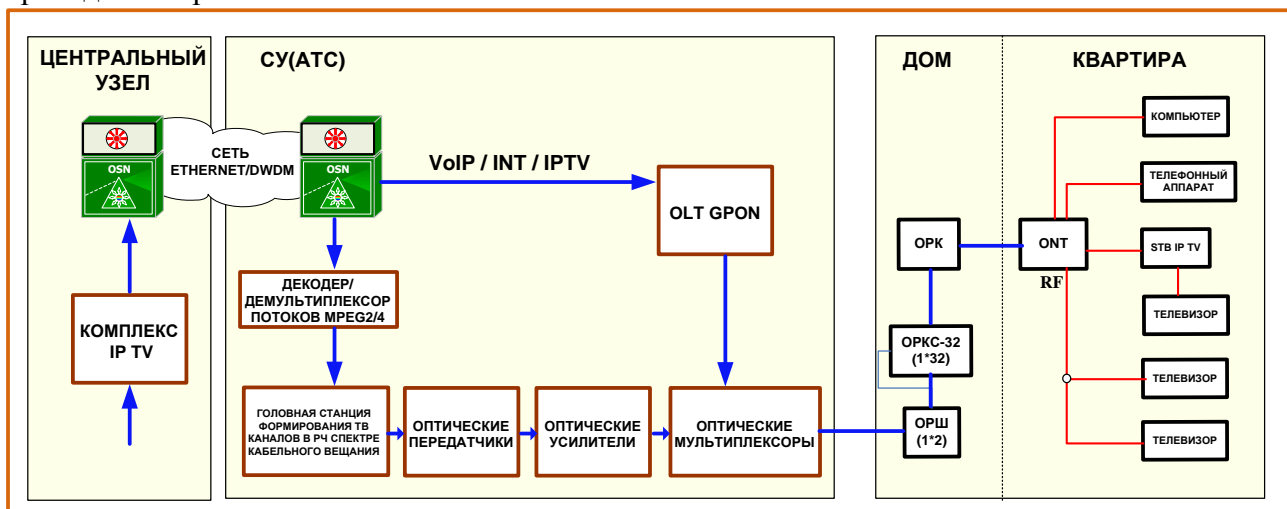 ЦЕНТРАЛЬНЫЙ
УЗЕЛ
OSN
КОМПЛЕКС
IP TV
СЕТЬ
ETHERNET/DWDM
СУ(АТС)
OSN
VoIP / INT / IPTV
OLT GPON
ДЕКОДЕР/
ДЕМУЛЬТИПЛЕКСОР
ПОТОКОВ MPEG2/4
ГОЛОВНАЯ СТАНЦИЯ
ФОРМИРОВАНИЯ ТВ
КАНАЛОВ В РЧ СПЕКТРЕ
КАБЕЛЬНОГО ВЕЩАНИЯ
ОПТИЧЕСКИЕ
ПЕРЕДАТЧИКИ
ОПТИЧЕСКИЕ
УСИЛИТЕЛИ
ОПТИЧЕСКИЕ
МУЛЬТИПЛЕКСОРЫ
ДОМ
ОРК
ОРКС-32
(1*32)
ОРШ
(1*2)
КВАРТИРА
ONT
RF
КОМПЬЮТЕР
ТЕЛЕФОННЫЙ
АППАРАТ
STB IP TV
ТЕЛЕВИЗОР
ТЕЛЕВИЗОР
ТЕЛЕВИЗОР